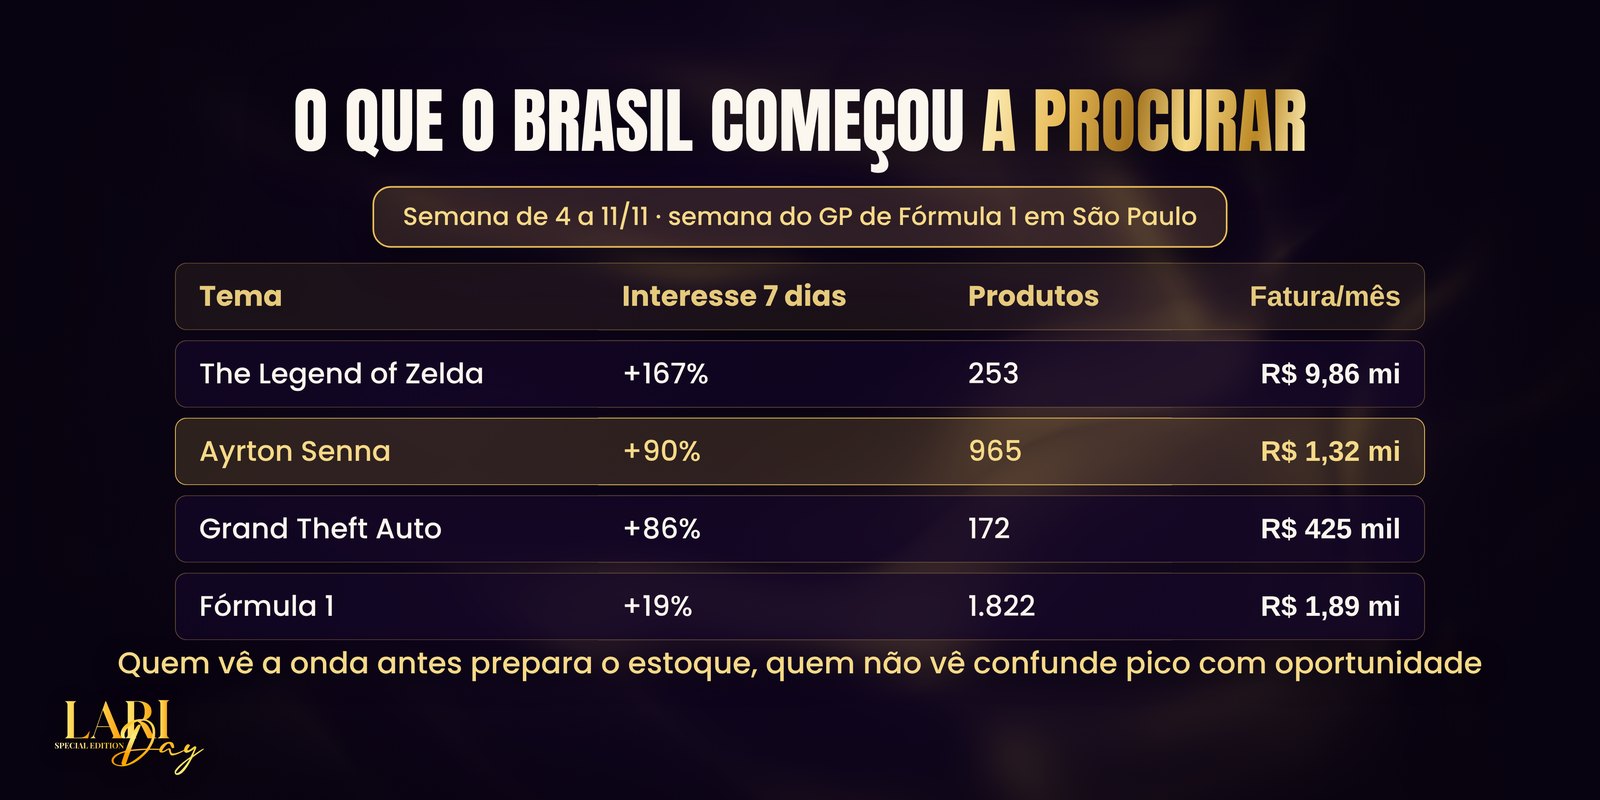 O QUE O BRASIL COMEÇOU A PROCURAR
Semana de 4 a 11/11 · semana do GP de Fórmula 1 em São Paulo
Tema Interesse 7 dias Produtos Fatura/mês
The Legend of Zelda +167% 253 R$ 9,86 mi
Ayrton Senna +90% 965 R$ 1,32 mi
Grand Theft Auto +86% 172 R$ 425 mil
Fórmula 1 +19% 1.822 R$ 1,89 mi
Quem vê a onda antes prepara o estoque, quem não vê confunde pico com oportunidade
LARI
SPECIAL EDITION Day